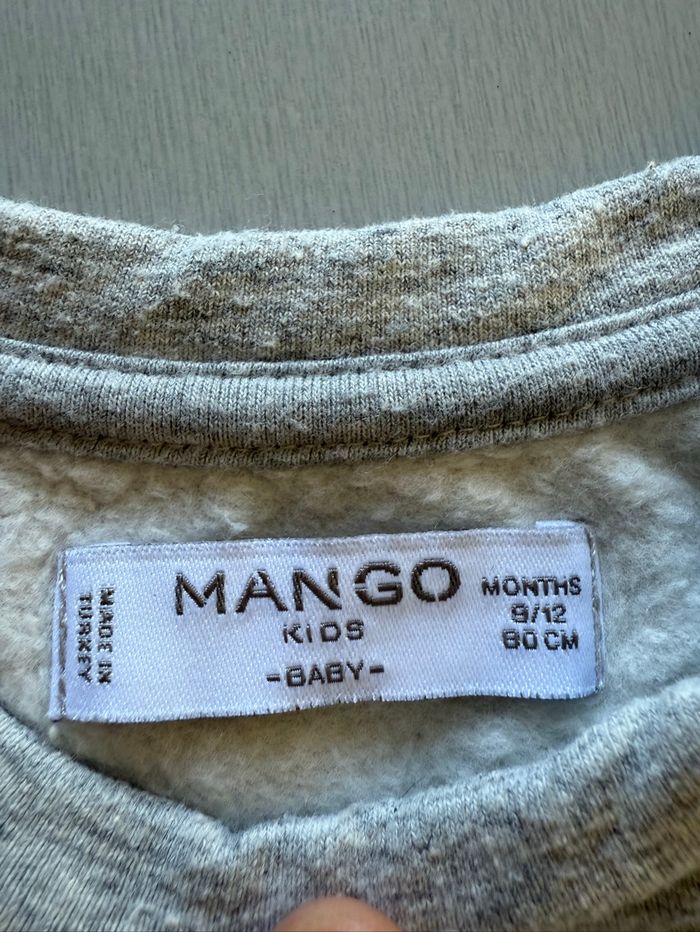 MANGO
KIDS
-BABY-
MONTHS
9/12
80 CM
MADE IN
TURKEY